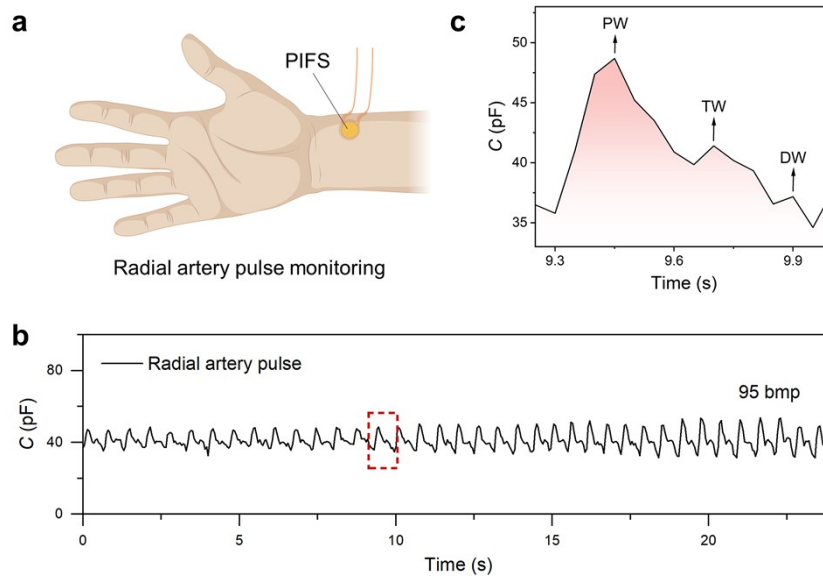 a
PIFS
Radial artery pulse monitoring
c
PW
TW
DW
50
45
40
35
C (pF)
9.3
9.6
9.9
Time (s)
b
Radial artery pulse
95 bmp
80
40
0
C (pF)
0
5
10
15
20
Time (s)